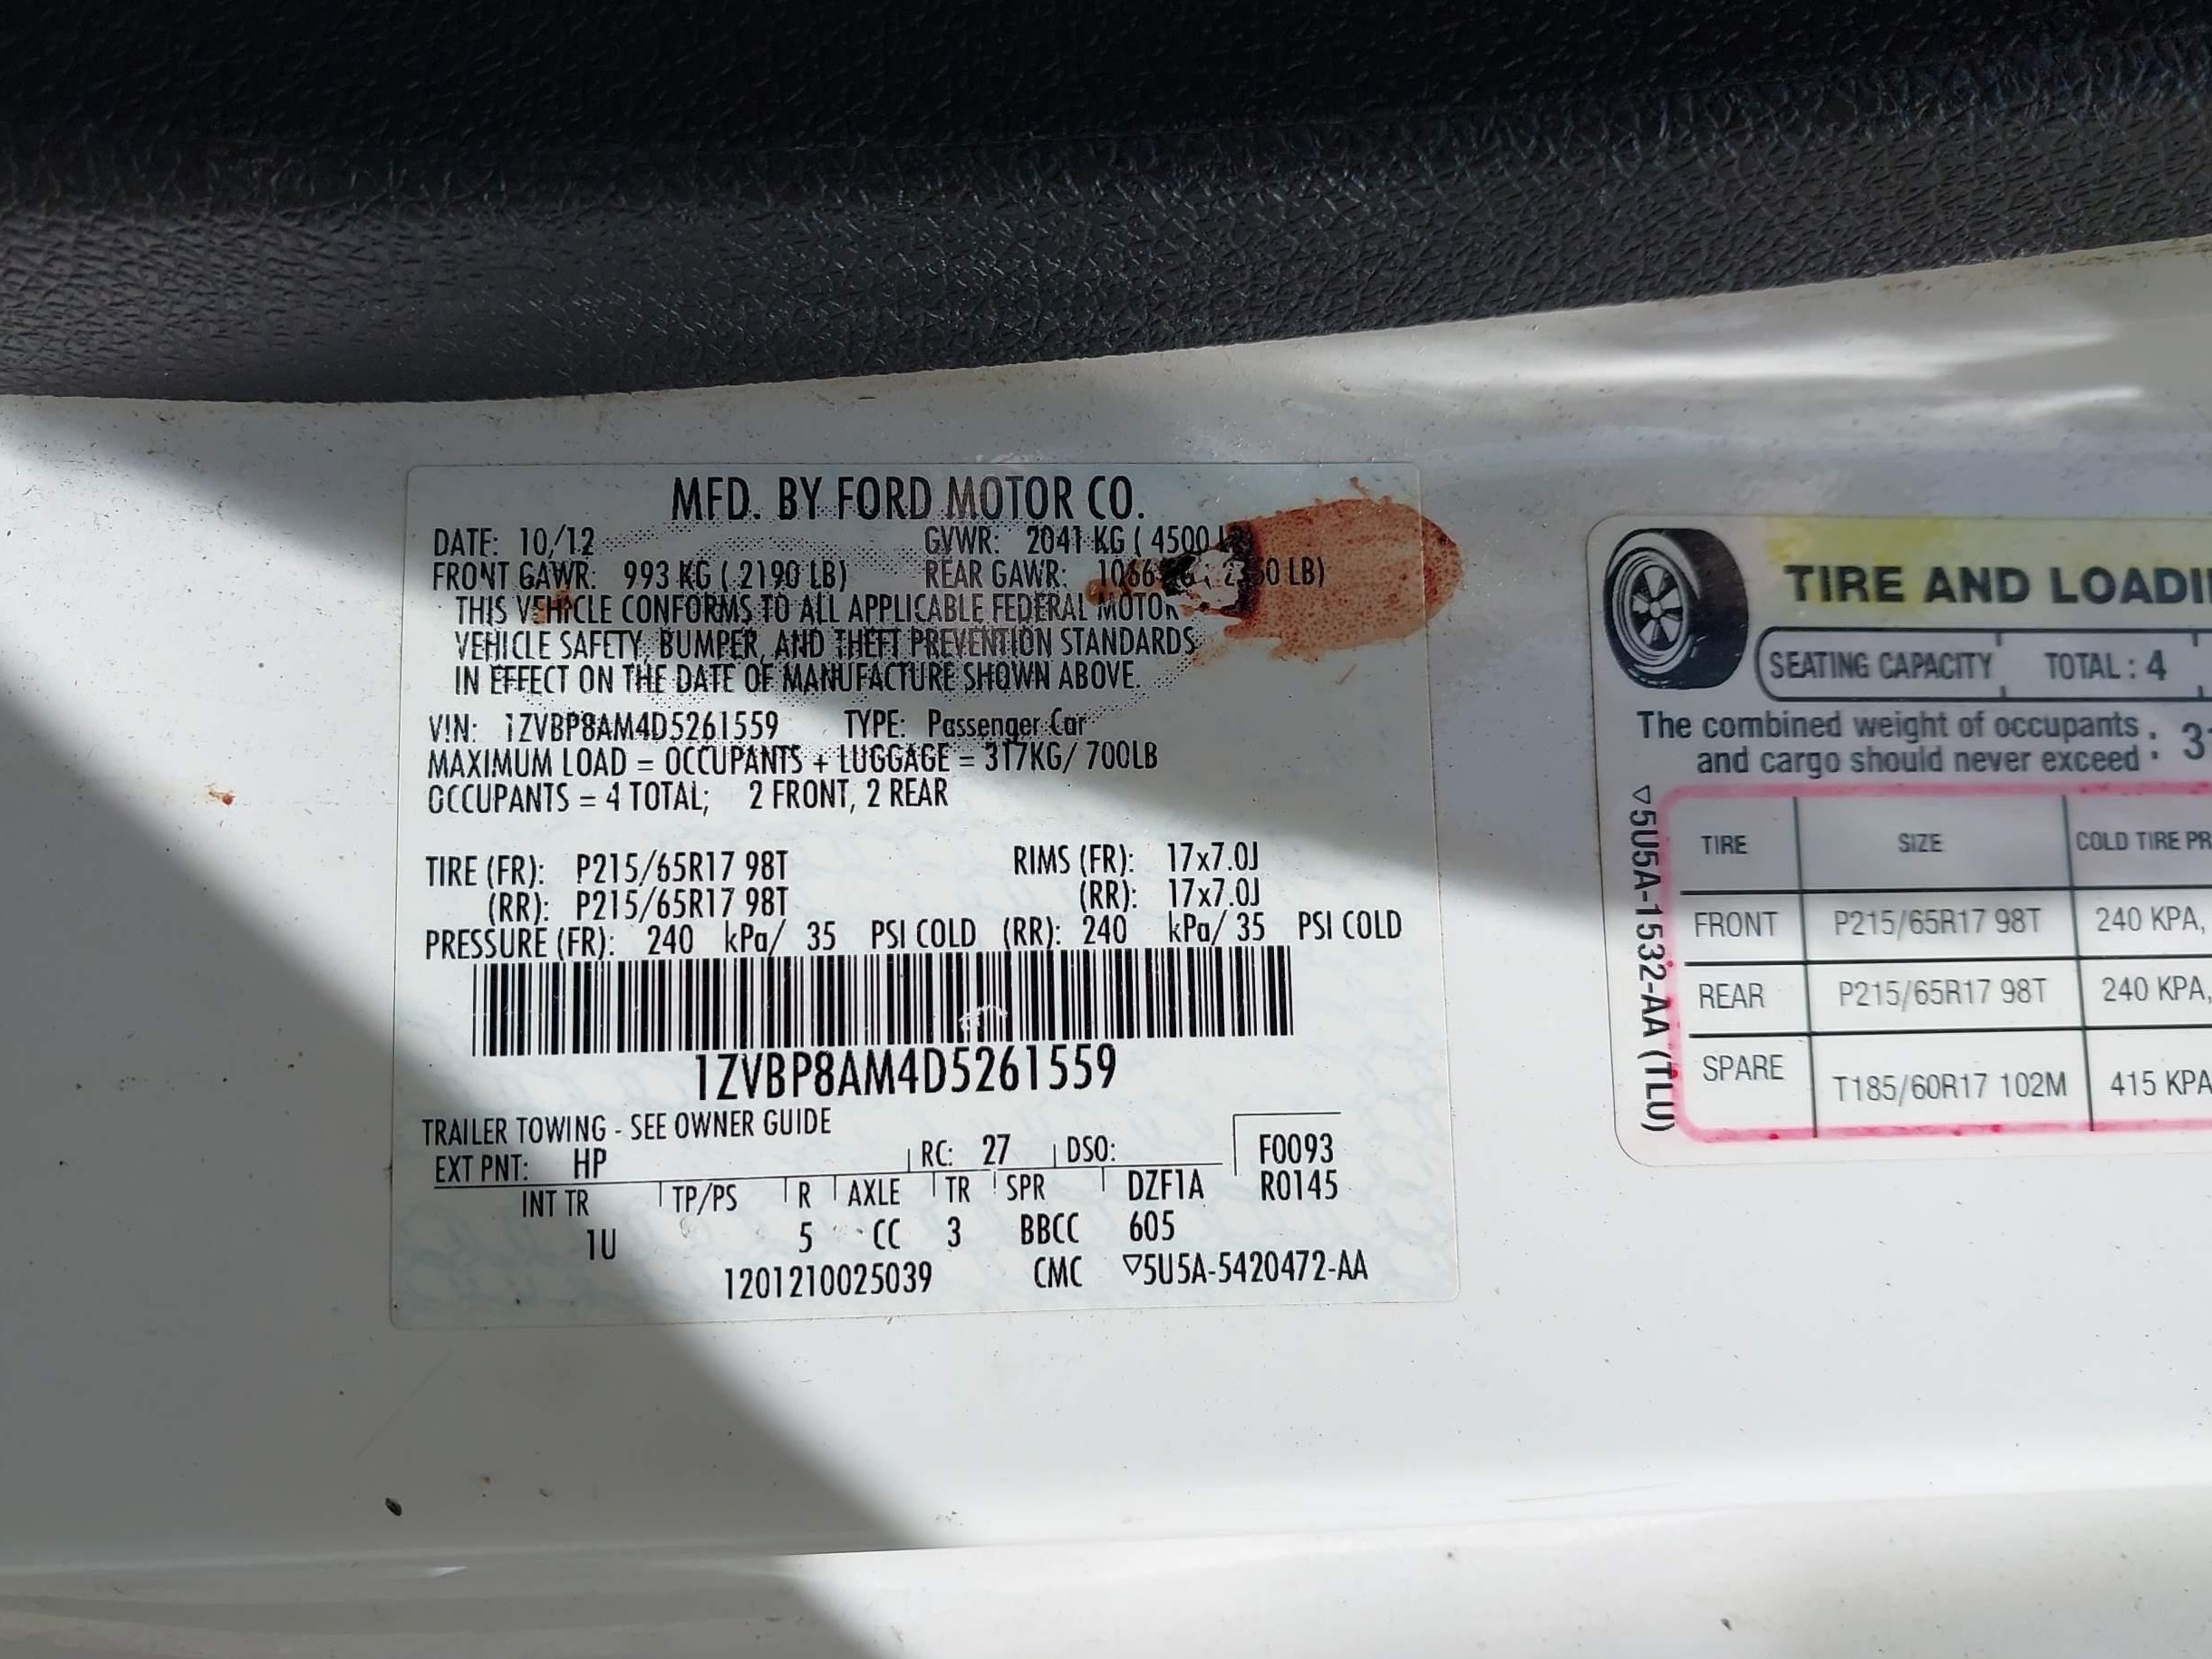 MFD. BY FORD MOTOR CO.
DATE: 10/12 GVWR: 2041 KG ( 4500
FRONT GAWR: 993 KG ( 2190 LB) REAR GAWR: 1066 LB)
THIS VEHICLE CONFORMS TO ALL APPLICABLE FEDERAL MOTOR
VEHICLE SAFETY, BUMPER, AND THEFT PREVENTION STANDARDS
IN EFFECT ON THE DATE OF MANUFACTURE SHOWN ABOVE.
VIN: 1ZVBP8AM4D5261559 TYPE: Passenger Car
MAXIMUM LOAD = OCCUPANTS + LUGGAGE = 317KG/ 700LB
OCCUPANTS = 4 TOTAL; 2 FRONT, 2 REAR
TIRE (FR): P215/65R17 98T RIMS (FR): 17x7.0J
(RR): P215/65R17 98T (RR): 17x7.0J
PRESSURE (FR): 240 kPa/ 35 PSI COLD (RR): 240 kPa/ 35 PSI COLD
1ZVBP8AM4D5261559
TRAILER TOWING - SEE OWNER GUIDE
EXT PNT: HP RC: 27 DSO: F0093
INT TR TP/PS R AXLE TR SPR DZF1A R0145
1U 5 CC 3 BBCC 605
1201210025039 CMC ▽5U5A-5420472-AA
TIRE AND LOADI
SEATING CAPACITY TOTAL : 4
The combined weight of occupants
and cargo should never exceed : 3
▽5U5A-1532-AA (TLU)
TIRE SIZE COLD TIRE PR
FRONT P215/65R17 98T 240 KPA,
REAR P215/65R17 98T 240 KPA,
SPARE T185/60R17 102M 415 KPA